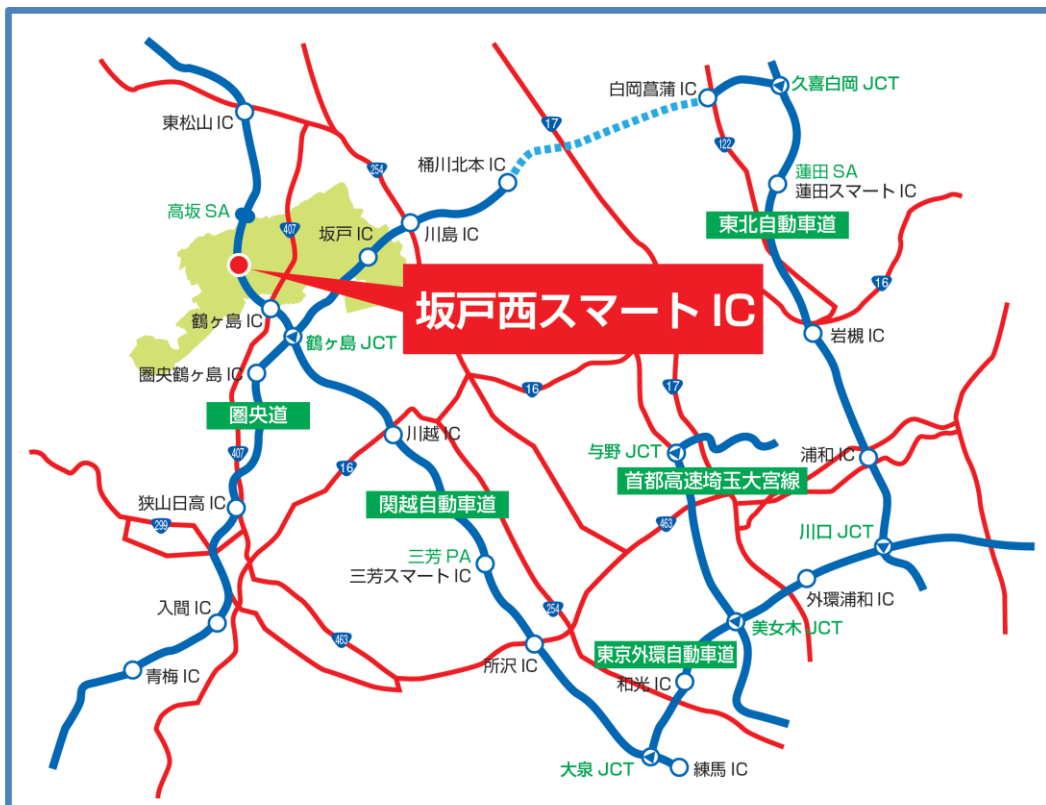 白岡菖蒲 IC
久喜白岡 JCT
東松山 IC
17
122
254
桶川北本 IC
蓮田 SA
蓮田スマート IC
高坂 SA
407
坂戸 IC
川島 IC
東北自動車道
16
坂戸西スマート IC
鶴ヶ島 IC
鶴ヶ島 JCT
岩槻 IC
圏央鶴ヶ島 IC
16
17
圏央道
川越 IC
407
16
与野 JCT
浦和 IC
首都高速埼玉大宮線
狭山日高 IC
関越自動車道
299
463
川口 JCT
三芳 PA
三芳スマート IC
外環浦和 IC
入間 IC
254
美女木 JCT
463
所沢 IC
東京外環自動車道
青梅 IC
和光 IC
大泉 JCT
練馬 IC